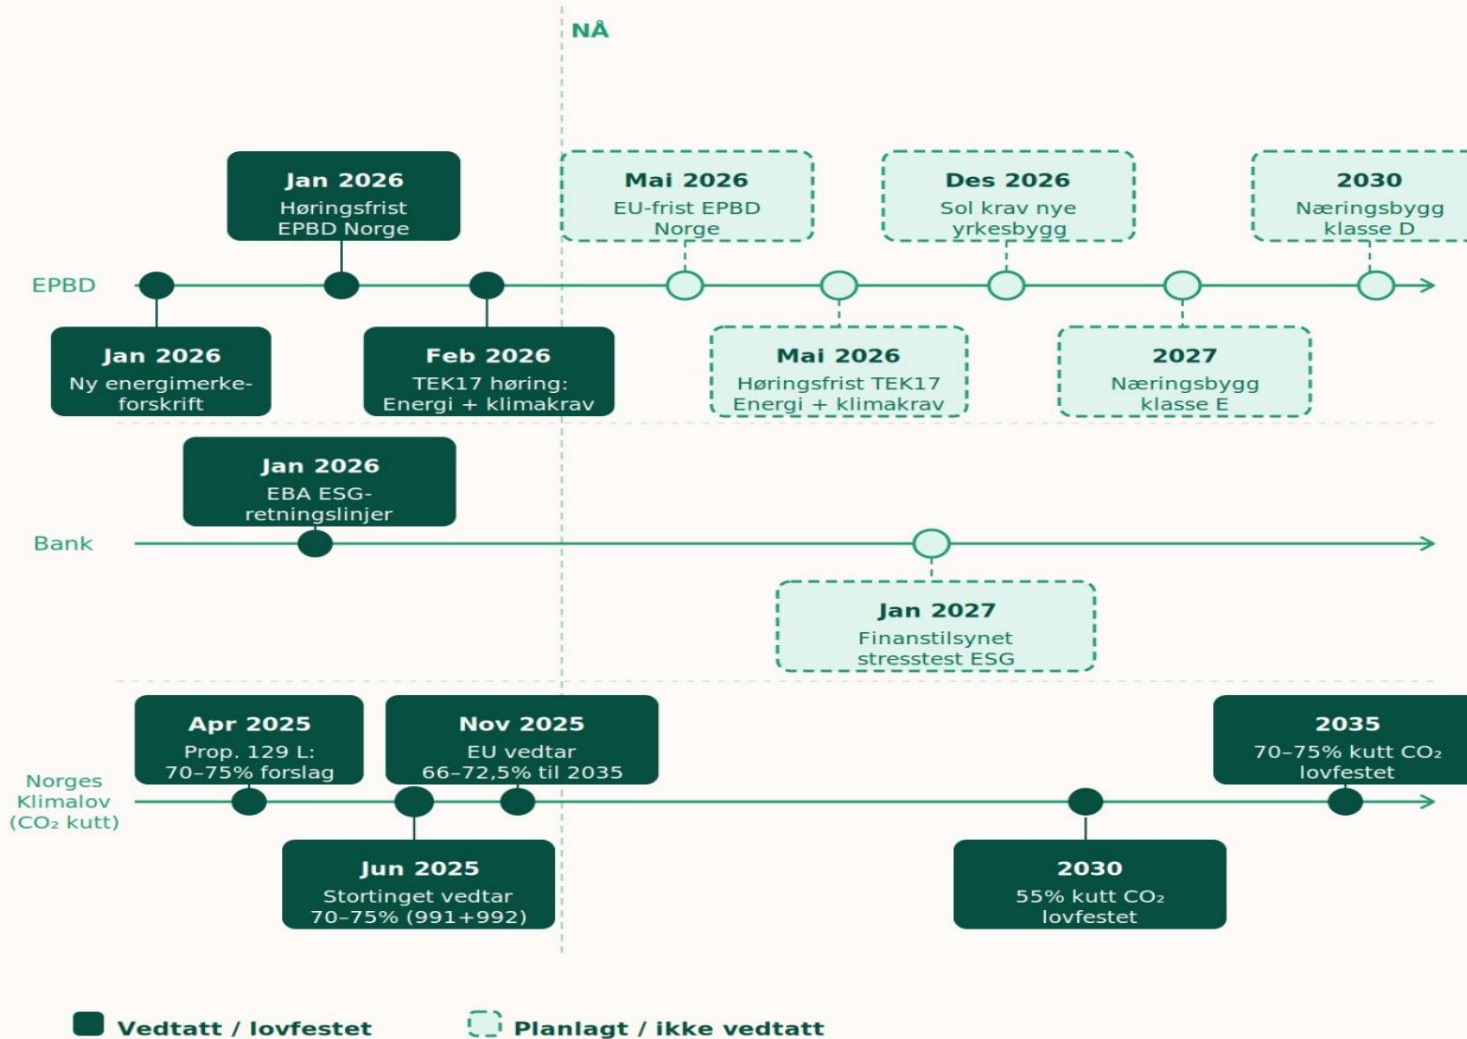 NÅ
Jan 2026
Høringsfrist
EPBD Norge
Mai 2026
EU-frist EPBD
Norge
Des 2026
Sol krav nye
yrkesbygg
2030
Næringsbygg
klasse D
EPBD
Jan 2026
Ny energimerke-
forskrift
Feb 2026
TEK17 høring:
Energi + klimakrav
Mai 2026
Høringsfrist TEK17
Energi + klimakrav
2027
Næringsbygg
klasse E
Jan 2026
EBA ESG-
retningslinjer
Bank
Jan 2027
Finanstilsynet
stresstest ESG
Apr 2025
Prop. 129 L:
70–75% forslag
Nov 2025
EU vedtar
66–72,5% til 2035
2035
70–75% kutt CO₂
lovfestet
Norges
Klimalov
(CO₂ kutt)
Jun 2025
Stortinget vedtar
70–75% (991+992)
2030
55% kutt CO₂
lovfestet
Vedtatt / lovfestet
Planlagt / ikke vedtatt